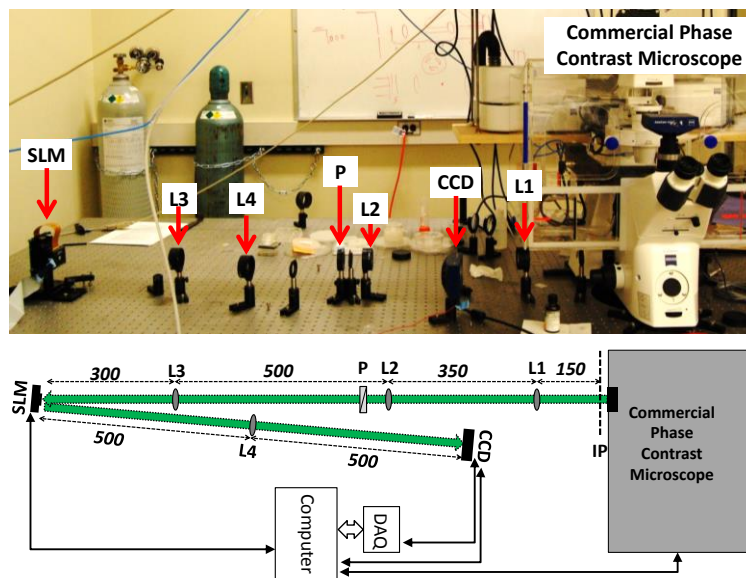 Commercial Phase
Contrast Microscope
SLM
L3
L4
P
L2
CCD
L1
300
L3
500
P
L2
350
L1
150
SLM
500
L4
500
CCD
IP
Commercial
Phase
Contrast
Microscope
Computer
DAQ